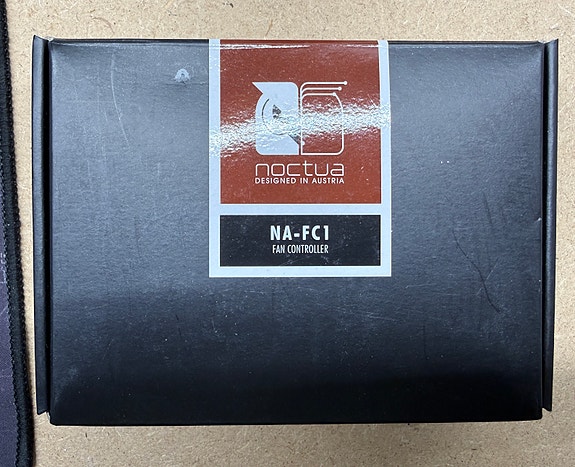 noctua
DESIGNED IN AUSTRIA
NA-FC1
FAN CONTROLLER